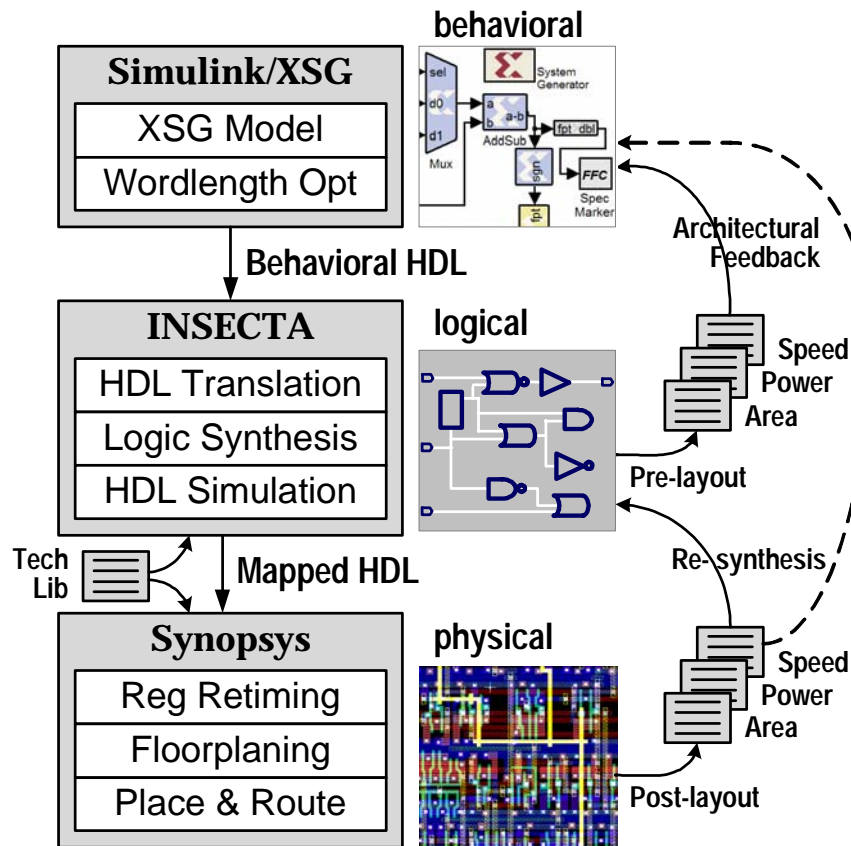 behavioral
Simulink/XSG
XSG Model
Wordlength Opt
sel
d0
d1
Mux
a
b
a-b
AddSub
System
Generator
fpt dbl
sgn
fpt
FFC
Spec
Marker
Architectural
Feedback
Behavioral HDL
INSECTA
HDL Translation
Logic Synthesis
HDL Simulation
logical
Speed
Power
Area
Pre-layout
Tech
Lib
Mapped HDL
Re- synthesis
Synopsys
Reg Retiming
Floorplaning
Place & Route
physical
Speed
Power
Area
Post-layout